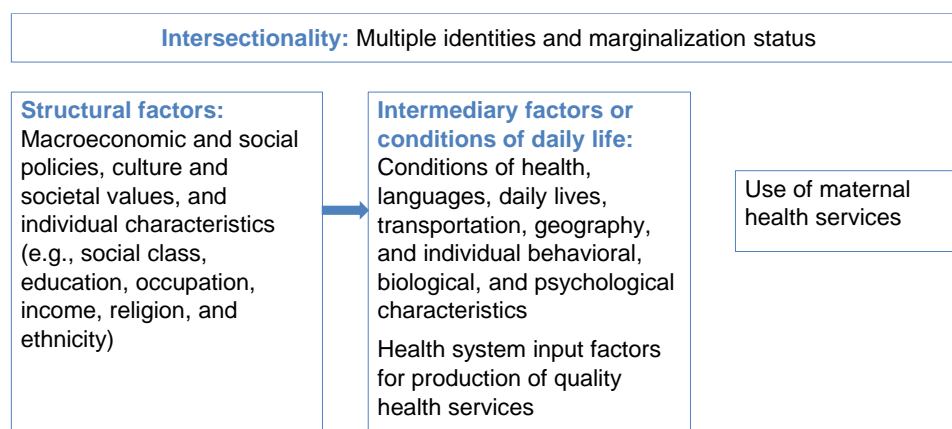 Intersectionality: Multiple identities and marginalization status
Structural factors:
Macroeconomic and social
policies, culture and
societal values, and
individual characteristics
(e.g., social class,
education, occupation,
income, religion, and
ethnicity)
Intermediary factors or
conditions of daily life:
Conditions of health,
languages, daily lives,
transportation, geography,
and individual behavioral,
biological, and psychological
characteristics
Health system input factors
for production of quality
health services
Use of maternal
health services